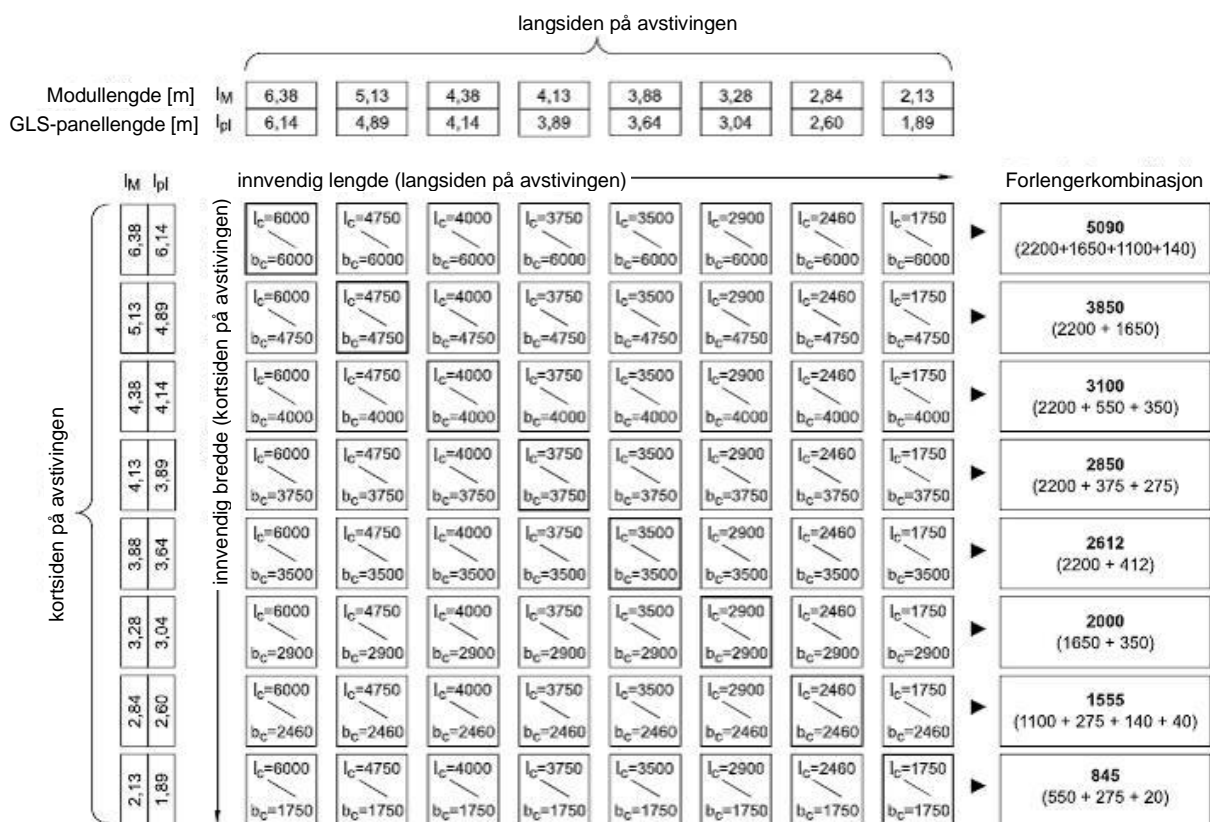 langsiden på avstivingen
Modullengde [m] lM 6,38 5,13 4,38 4,13 3,88 3,28 2,84 2,13
GLS-panellengde [m] lpl 6,14 4,89 4,14 3,89 3,64 3,04 2,60 1,89
lM lpl innvendig lengde (langsiden på avstivingen) Forlengerkombinasjon
kortsiden på avstivingen
innvendig bredde (kortsiden på avstivingen)
6,38 6,14
lc=6000 lc=4750 lc=4000 lc=3750 lc=3500 lc=2900 lc=2460 lc=1750
bc=6000 bc=6000 bc=6000 bc=6000 bc=6000 bc=6000 bc=6000 bc=6000
5090
(2200+1650+1100+140)
5,13 4,89
lc=6000 lc=4750 lc=4000 lc=3750 lc=3500 lc=2900 lc=2460 lc=1750
bc=4750 bc=4750 bc=4750 bc=4750 bc=4750 bc=4750 bc=4750 bc=4750
3850
(2200 + 1650)
4,38 4,14
lc=6000 lc=4750 lc=4000 lc=3750 lc=3500 lc=2900 lc=2460 lc=1750
bc=4000 bc=4000 bc=4000 bc=4000 bc=4000 bc=4000 bc=4000 bc=4000
3100
(2200 + 550 + 350)
4,13 3,89
lc=6000 lc=4750 lc=4000 lc=3750 lc=3500 lc=2900 lc=2460 lc=1750
bc=3750 bc=3750 bc=3750 bc=3750 bc=3750 bc=3750 bc=3750 bc=3750
2850
(2200 + 375 + 275)
3,88 3,64
lc=6000 lc=4750 lc=4000 lc=3750 lc=3500 lc=2900 lc=2460 lc=1750
bc=3500 bc=3500 bc=3500 bc=3500 bc=3500 bc=3500 bc=3500 bc=3500
2612
(2200 + 412)
3,28 3,04
lc=6000 lc=4750 lc=4000 lc=3750 lc=3500 lc=2900 lc=2460 lc=1750
bc=2900 bc=2900 bc=2900 bc=2900 bc=2900 bc=2900 bc=2900 bc=2900
2000
(1650 + 350)
2,84 2,60
lc=6000 lc=4750 lc=4000 lc=3750 lc=3500 lc=2900 lc=2460 lc=1750
bc=2460 bc=2460 bc=2460 bc=2460 bc=2460 bc=2460 bc=2460 bc=2460
1555
(1100 + 275 + 140 + 40)
2,13 1,89
lc=6000 lc=4750 lc=4000 lc=3750 lc=3500 lc=2900 lc=2460 lc=1750
bc=1750 bc=1750 bc=1750 bc=1750 bc=1750 bc=1750 bc=1750 bc=1750
845
(550 + 275 + 20)